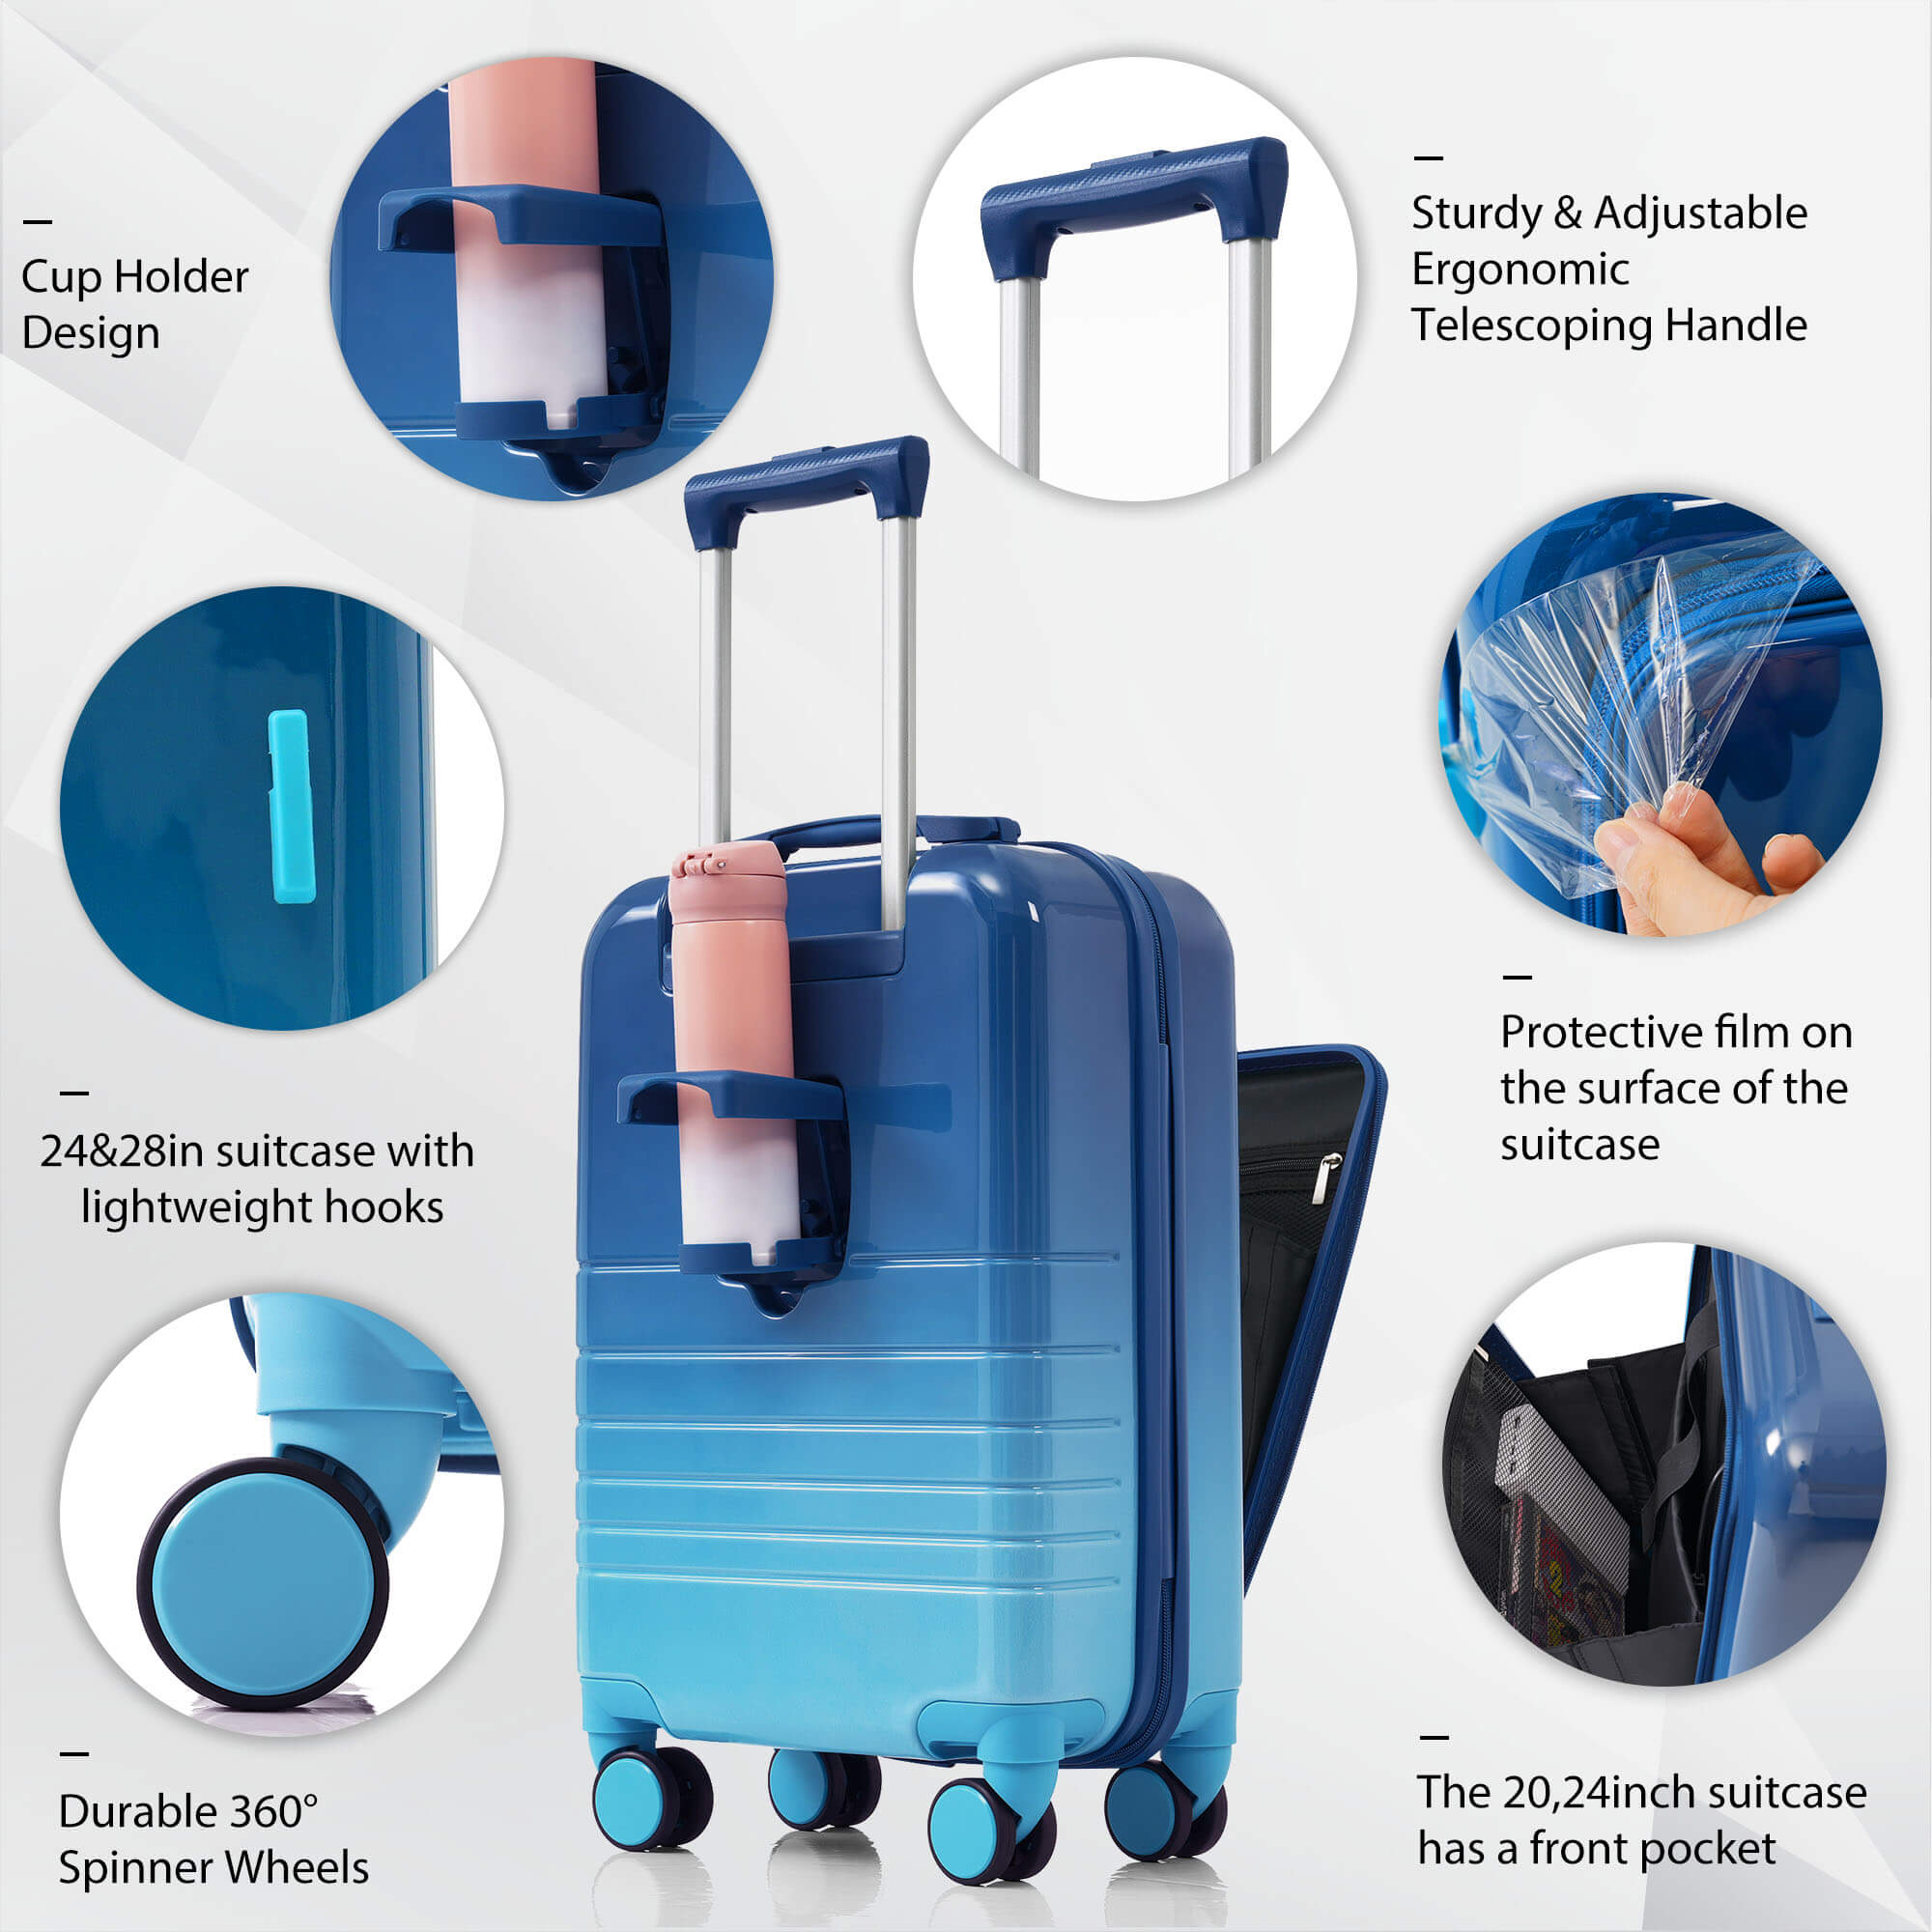 Cup Holder
Design
Sturdy & Adjustable
Ergonomic
Telescoping Handle
24&28in suitcase with
lightweight hooks
Protective film on
the surface of the
suitcase
Durable 360°
Spinner Wheels
The 20,24inch suitcase
has a front pocket